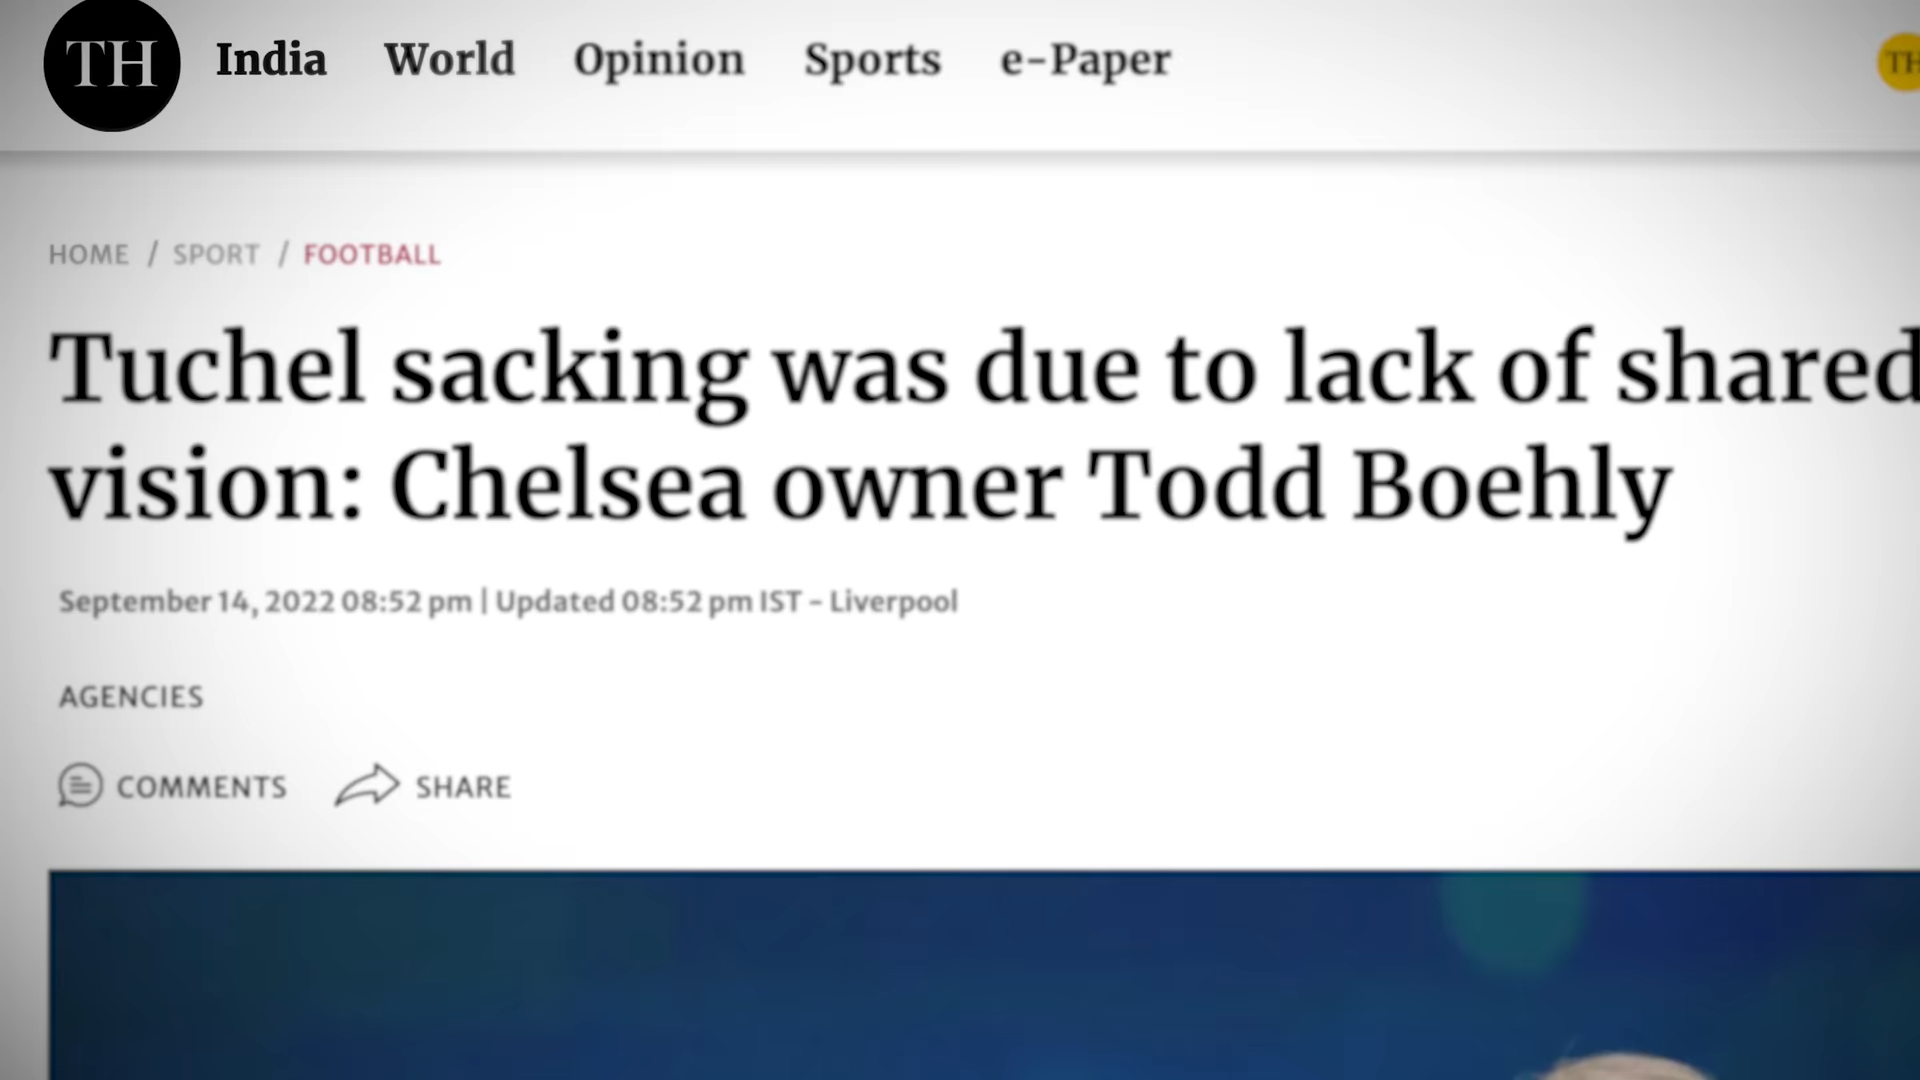 TH India World Opinion Sports e-Paper TH
HOME / SPORT / FOOTBALL
Tuchel sacking was due to lack of shared
vision: Chelsea owner Todd Boehly
September 14, 2022 08:52 pm | Updated 08:52 pm IST - Liverpool
AGENCIES
COMMENTS SHARE